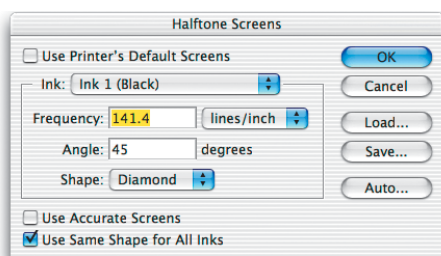 Halftone Screens
Use Printer's Default Screens
OK
Ink: Ink 1 (Black)
Cancel
Frequency: 141.4 lines/inch
Load...
Angle: 45 degrees
Save...
Shape: Diamond
Auto...
Use Accurate Screens
Use Same Shape for All Inks